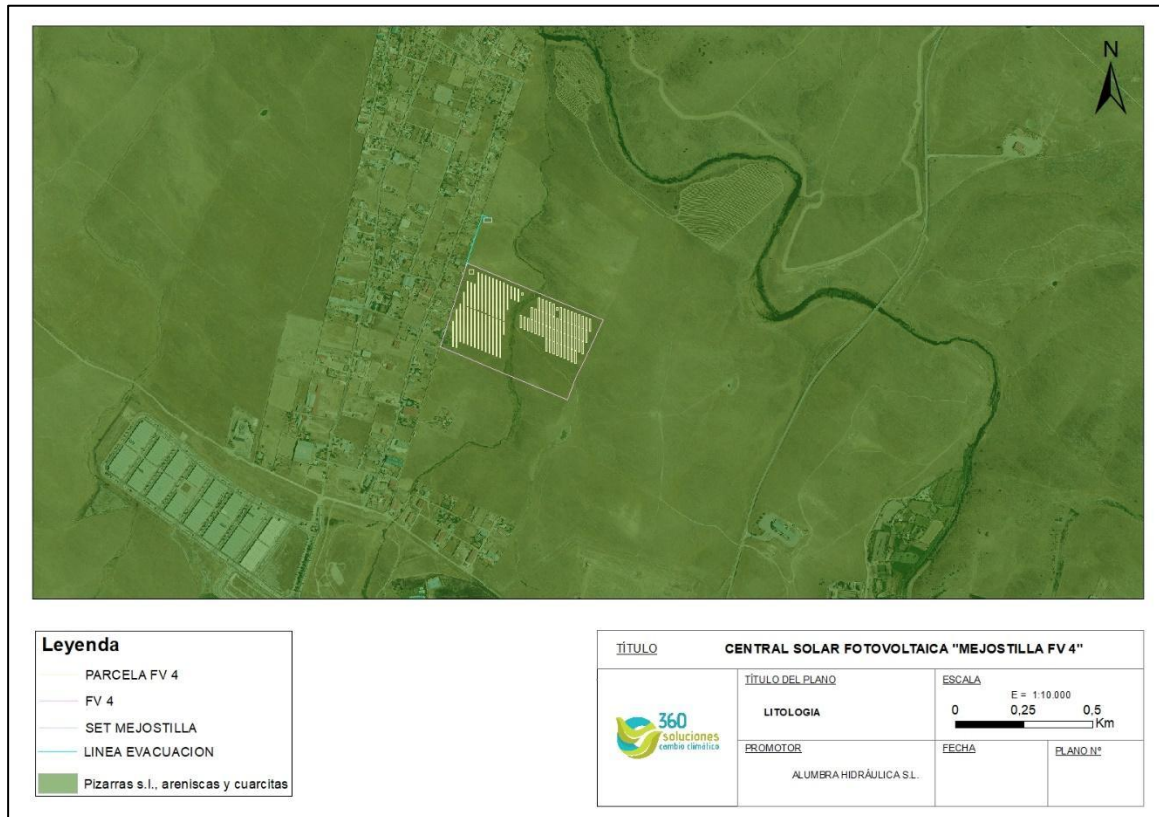 N
Leyenda
PARCELA FV 4
FV 4
SET MEJOSTILLA
LINEA EVACUACION
Pizarras s.l., areniscas y cuarcitas
TÍTULO
CENTRAL SOLAR FOTOVOLTAICA "MEJOSTILLA FV 4"
360
soluciones
cambio climático
TÍTULO DEL PLANO
LITOLOGIA
ESCALA
E = 1:10.000
0 0,25 0,5
Km
PROMOTOR
ALUMBRA HIDRÁULICA S.L.
FECHA
PLANO Nº